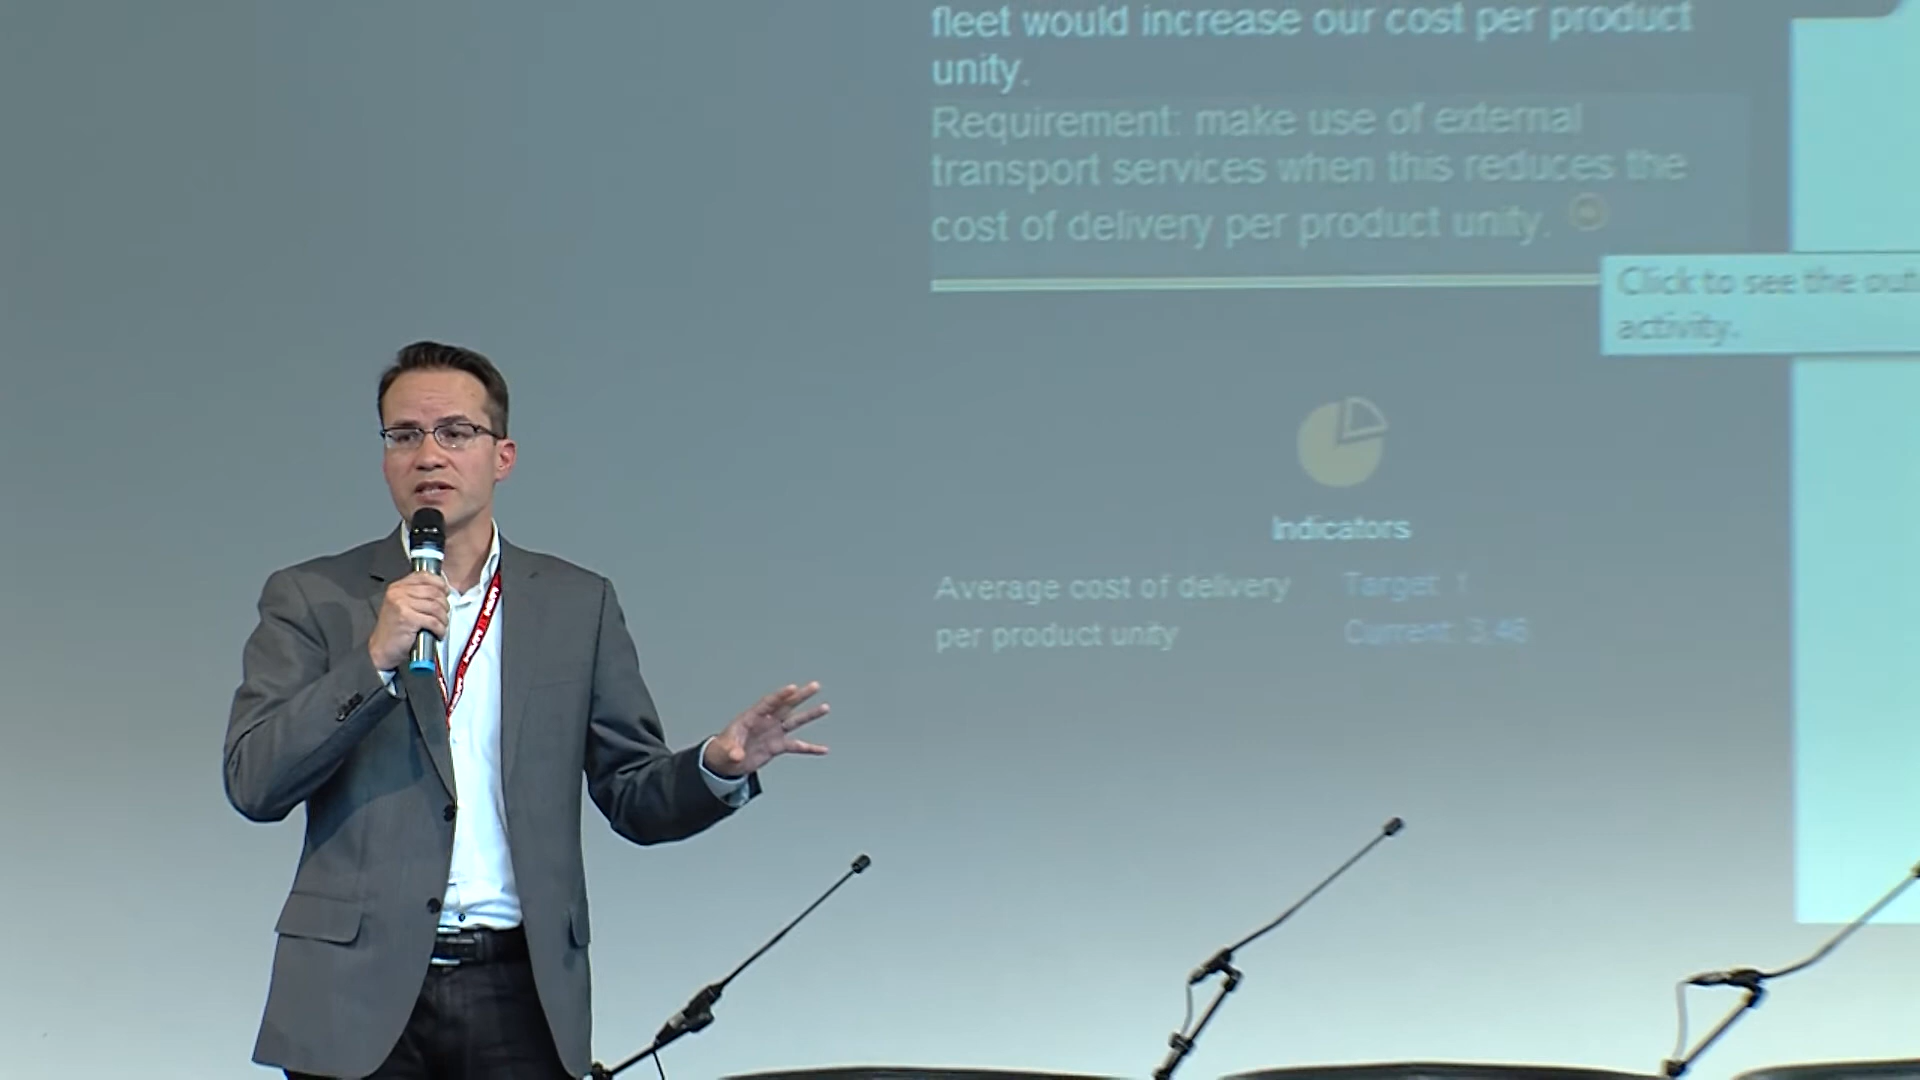 fleet would increase our cost per product
unity.
Requirement: make use of external
transport services when this reduces the
cost of delivery per product unity.
Click to see the out
activity.
Indicators
Average cost of delivery
per product unity
Target: 1
Current: 3,46